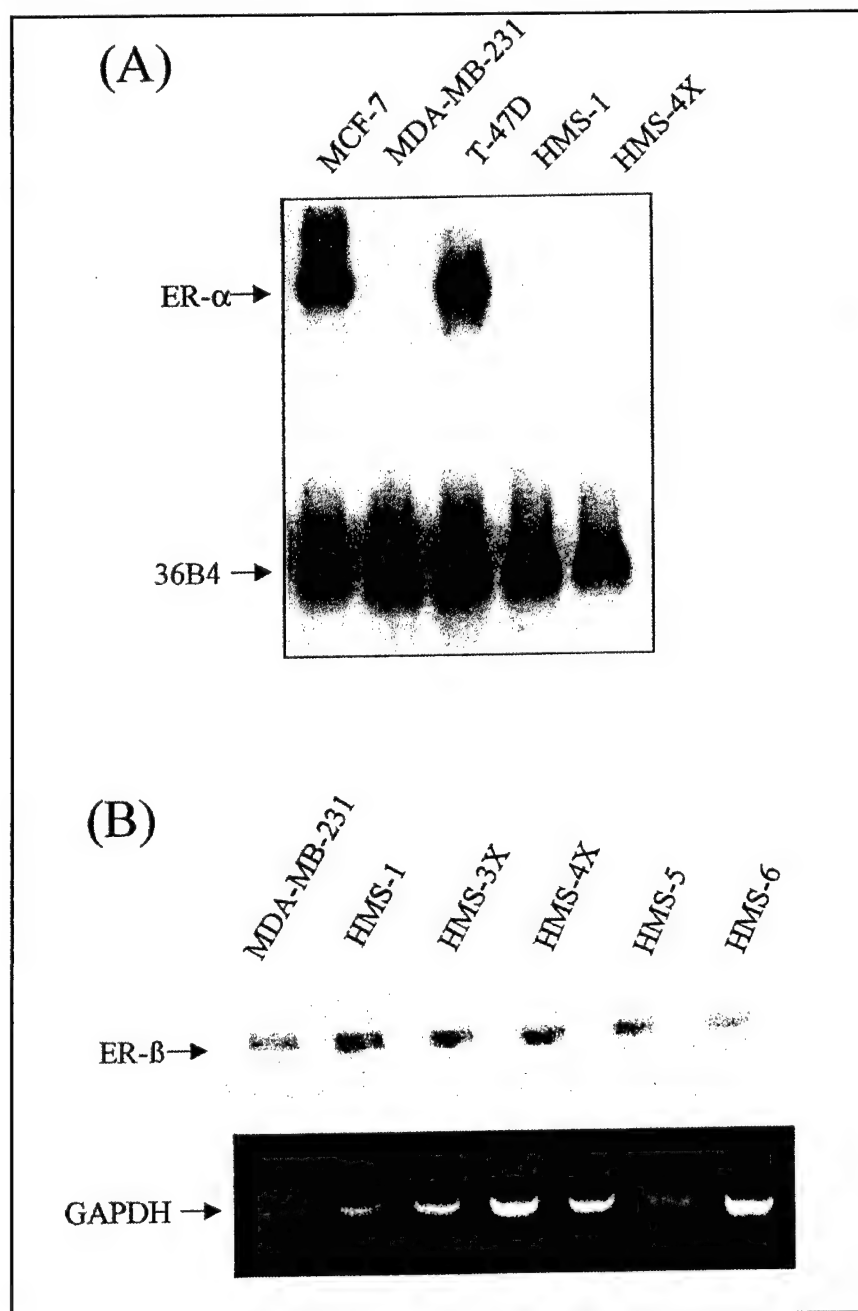 (A)
MCF-7
MDA-MB-231
T-47D
HMS-1
HMS-4X
ER-α
36B4
(B)
MDA-MB-231
HMS-1
HMS-3X
HMS-4X
HMS-5
HMS-6
ER-ß
GAPDH